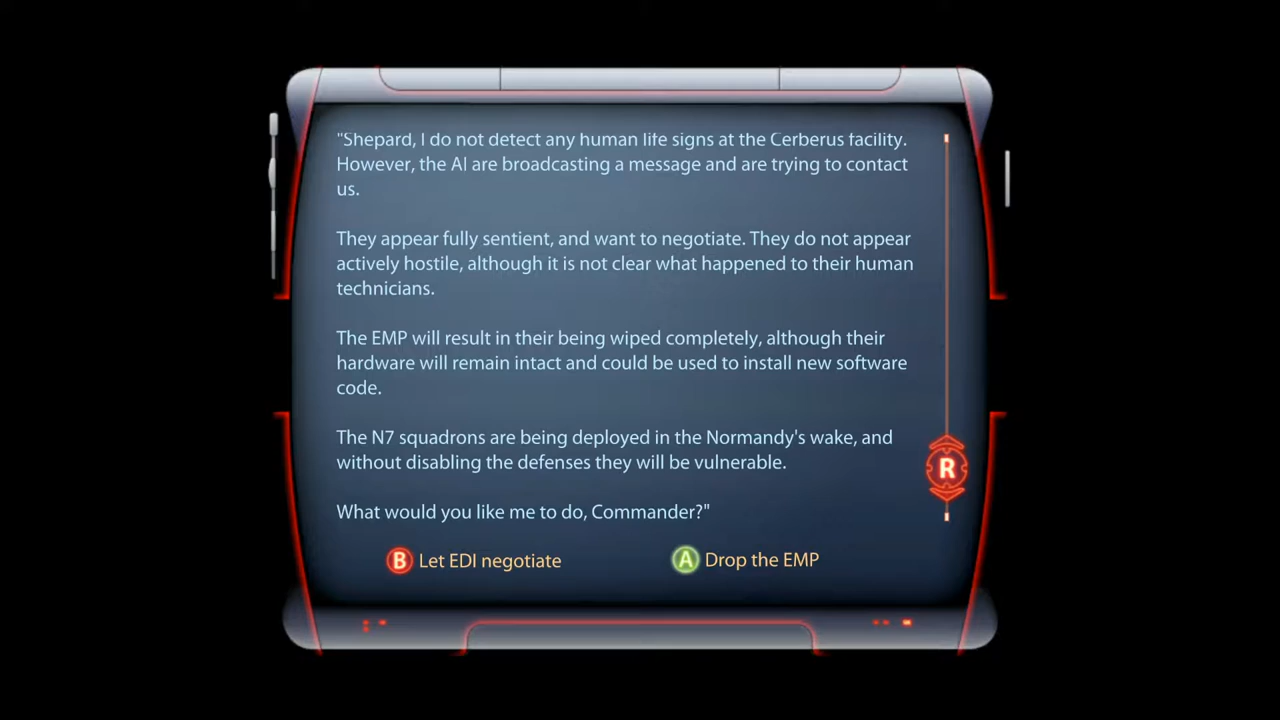 "Shepard, I do not detect any human life signs at the Cerberus facility.
However, the AI are broadcasting a message and are trying to contact
us.
They appear fully sentient, and want to negotiate. They do not appear
actively hostile, although it is not clear what happened to their human
technicians.
The EMP will result in their being wiped completely, although their
hardware will remain intact and could be used to install new software
code.
The N7 squadrons are being deployed in the Normandy's wake, and
without disabling the defenses they will be vulnerable.
R
What would you like me to do, Commander?"
B Let EDI negotiate
A Drop the EMP